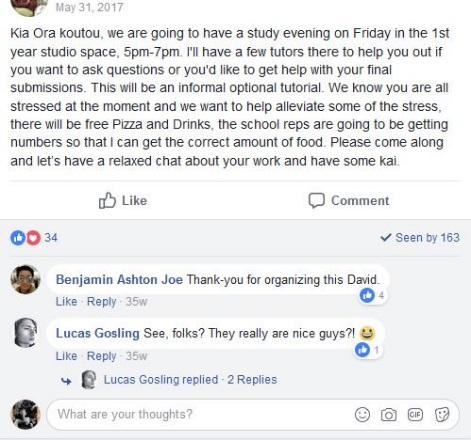 May 31, 2017
Kia Ora koutou, we are going to have a study evening on Friday in the 1st
year studio space, 5pm-7pm. I'll have a few tutors there to help you out if
you want to ask questions or you'd like to get help with your final
submissions. This will be an informal optional tutorial. We know you are all
stressed at the moment and we want to help alleviate some of the stress,
there will be free Pizza and Drinks, the school reps are going to be getting
numbers so that I can get the correct amount of food. Please come along
and let's have a relaxed chat about your work and have some kai.
Like Comment
34 Seen by 163
Benjamin Ashton Joe Thank-you for organizing this David.
4
Like · Reply · 35w
Lucas Gosling See, folks? They really are nice guys?!
1
Like · Reply · 35w
Lucas Gosling replied · 2 Replies
What are your thoughts? GIF